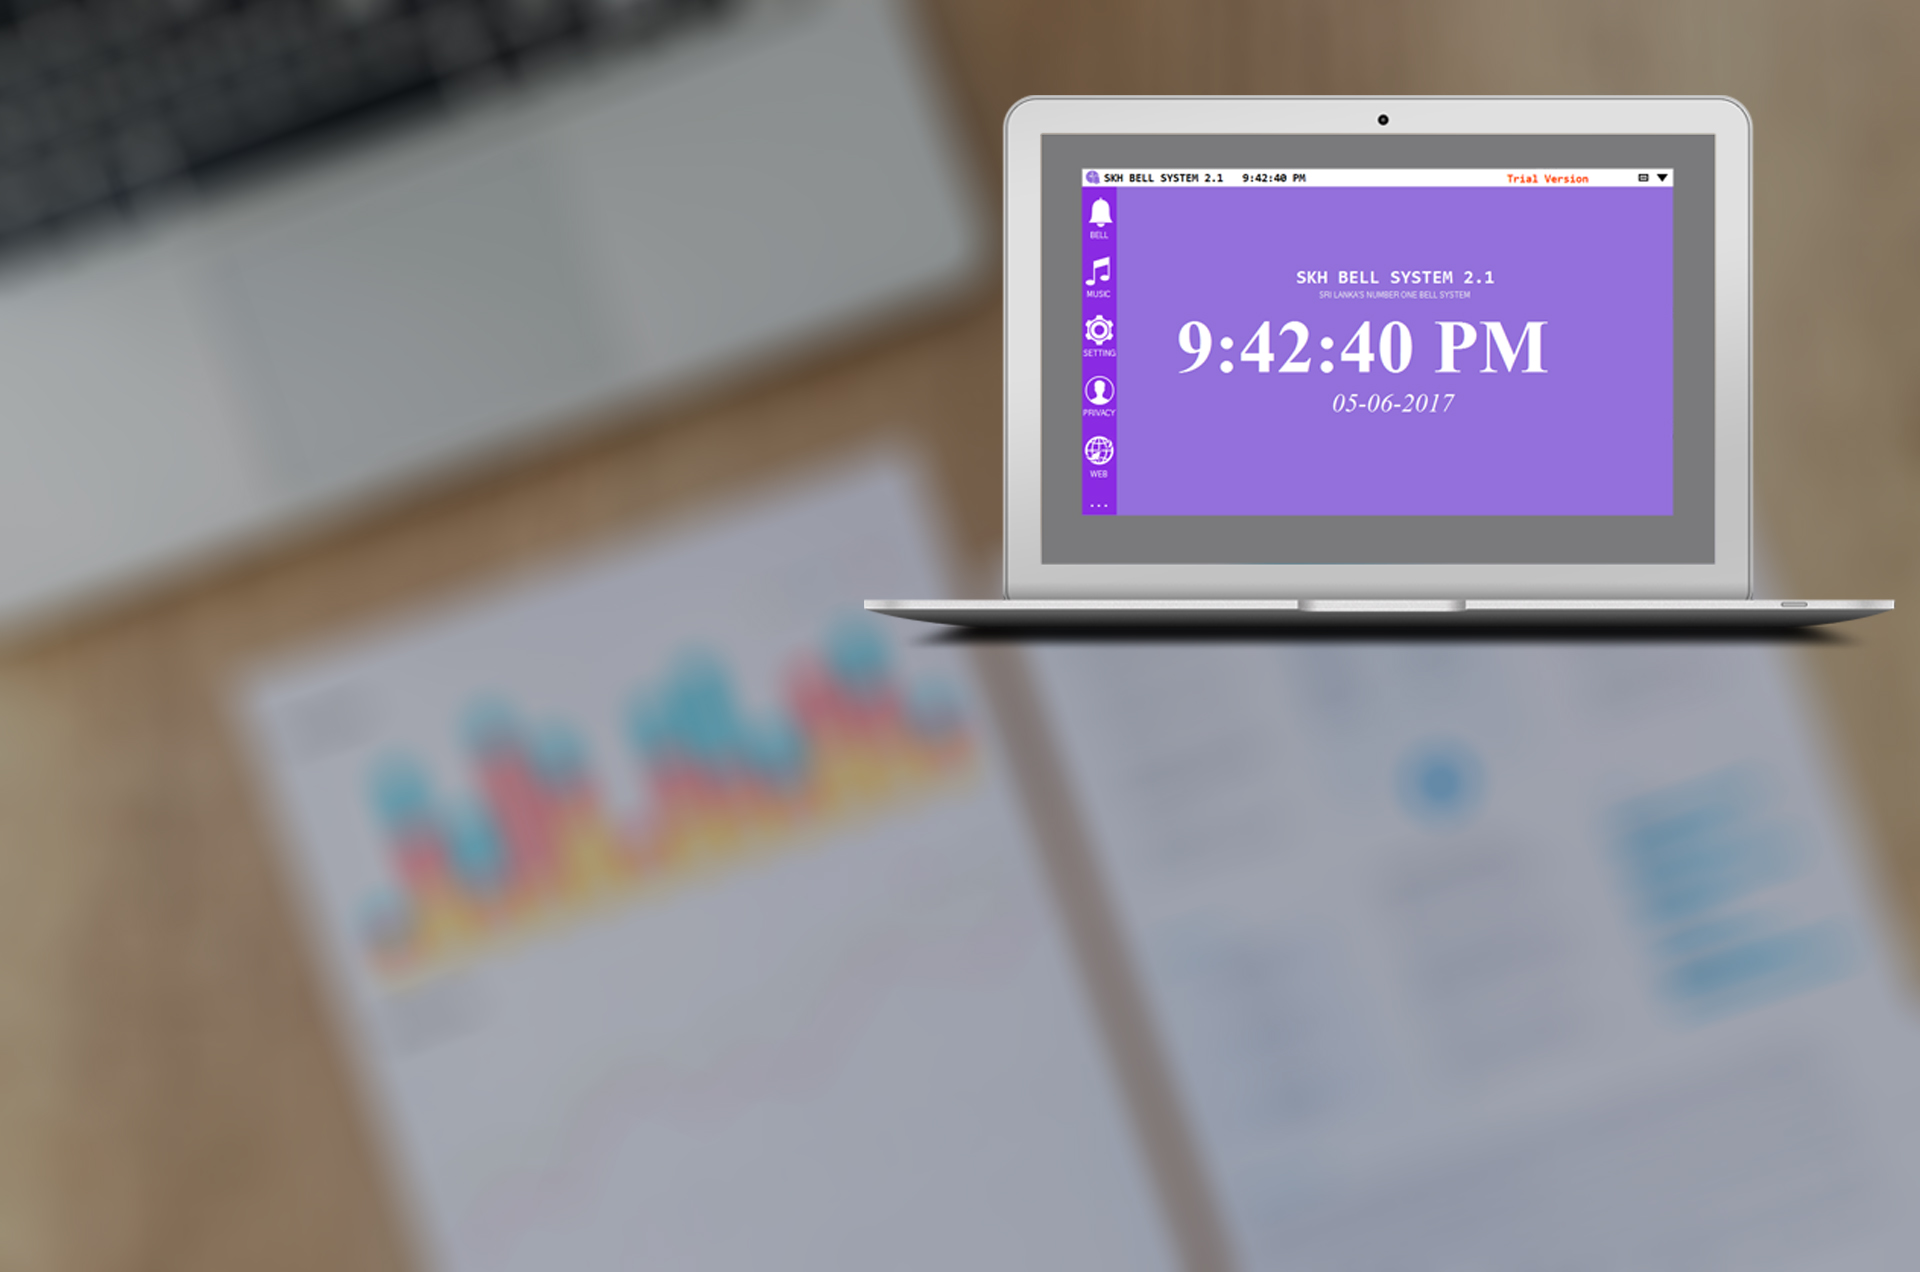 SKH BELL SYSTEM 2.1 9:42:40 PM Trial Version
BELL
MUSIC
SETTING
PRIVACY
WEB
...
SKH BELL SYSTEM 2.1
SRI LANKA'S NUMBER ONE BELL SYSTEM
9:42:40 PM
05-06-2017